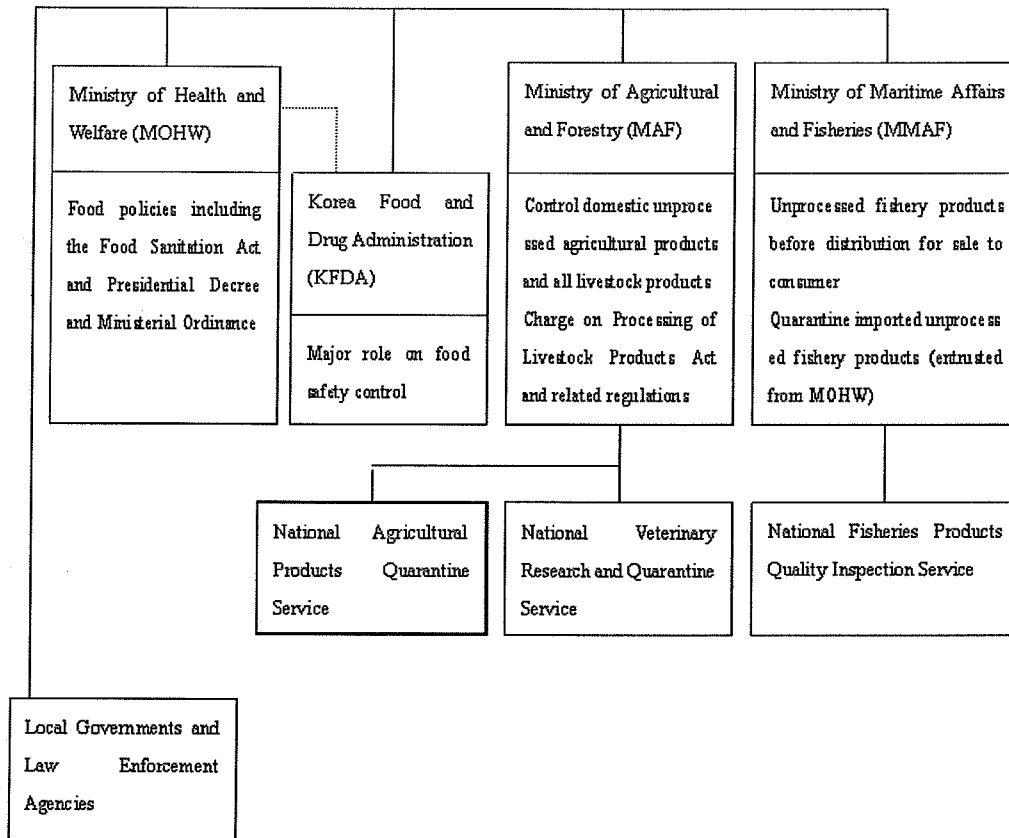 Ministry of Health and
Welfare (MOHW)
Food policies including
the Food Sanitation Act
and Presidential Decree
and Ministerial Ordinance
Korea Food and
Drug Administration
(KFDA)
Major role on food
safety control
Ministry of Agricultural
and Forestry (MAF)
Control domestic unproce
ssed agricultural products
and all livestock products
Charge on Processing of
Livestock Products Act
and related regulations
Ministry of Maritime Affairs
and Fisheries (MMAF)
Unprocessed fishery products
before distribution for sale to
consumer
Quarantine imported unprocess
ed fishery products (entrusted
from MOHW)
National Agricultural
Products Quarantine
Service
National Veterinary
Research and Quarantine
Service
National Fisheries Products
Quality Inspection Service
Local Governments and
Law Enforcement
Agencies